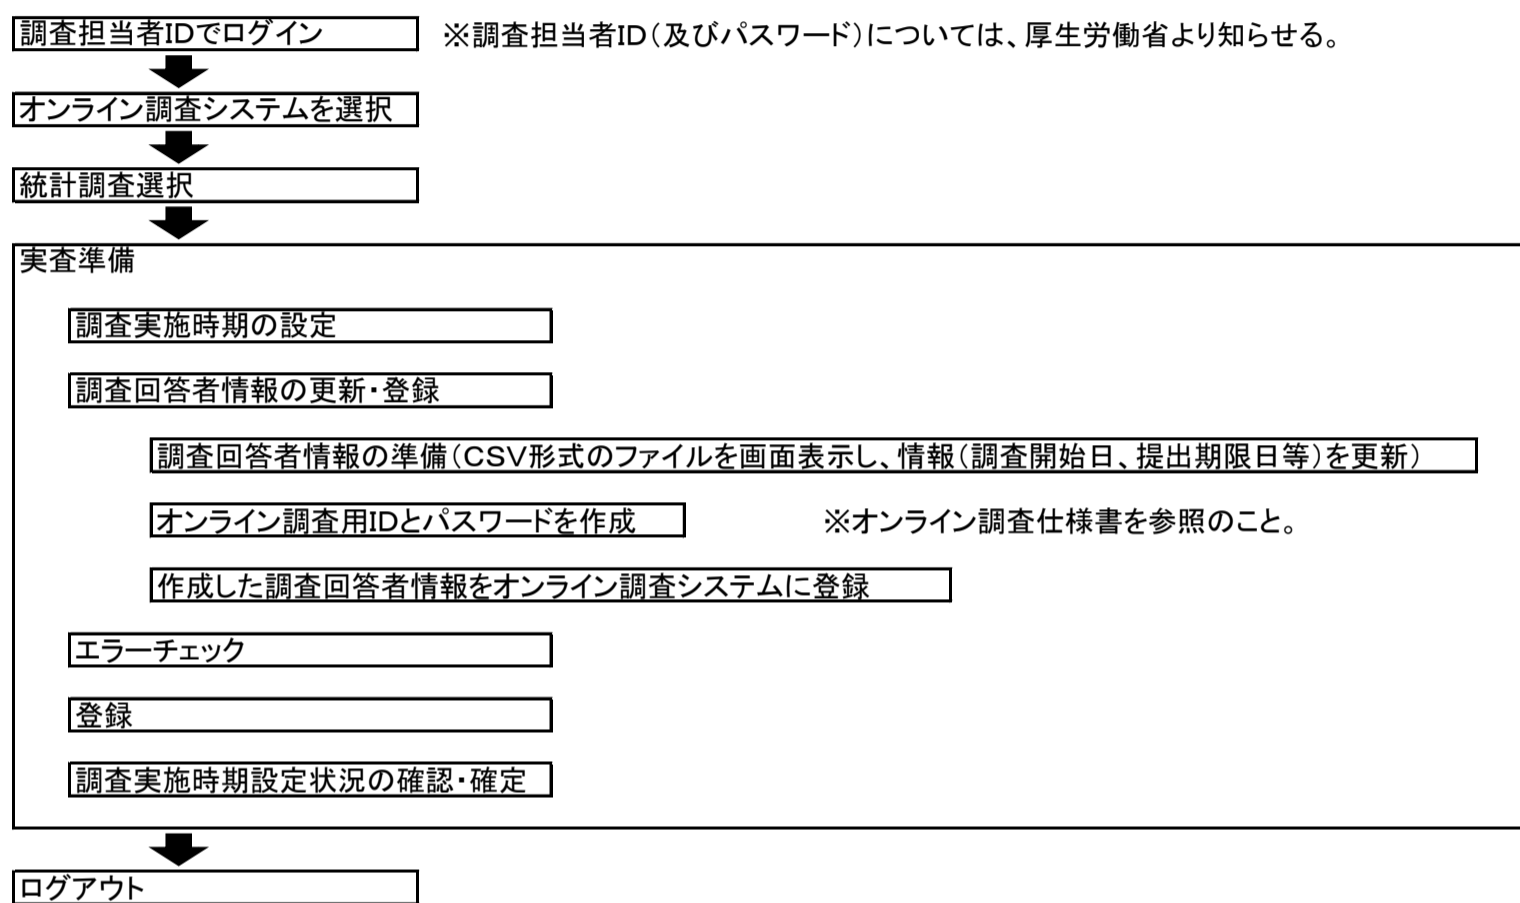 調査担当者IDでログイン ※調査担当者ID(及びパスワード)については、厚生労働省より知らせる。
オンライン調査システムを選択
統計調査選択
実査準備
調査実施時期の設定
調査回答者情報の更新・登録
調査回答者情報の準備(CSV形式のファイルを画面表示し、情報(調査開始日、提出期限日等)を更新)
オンライン調査用IDとパスワードを作成 ※オンライン調査仕様書を参照のこと。
作成した調査回答者情報をオンライン調査システムに登録
エラーチェック
登録
調査実施時期設定状況の確認・確定
ログアウト